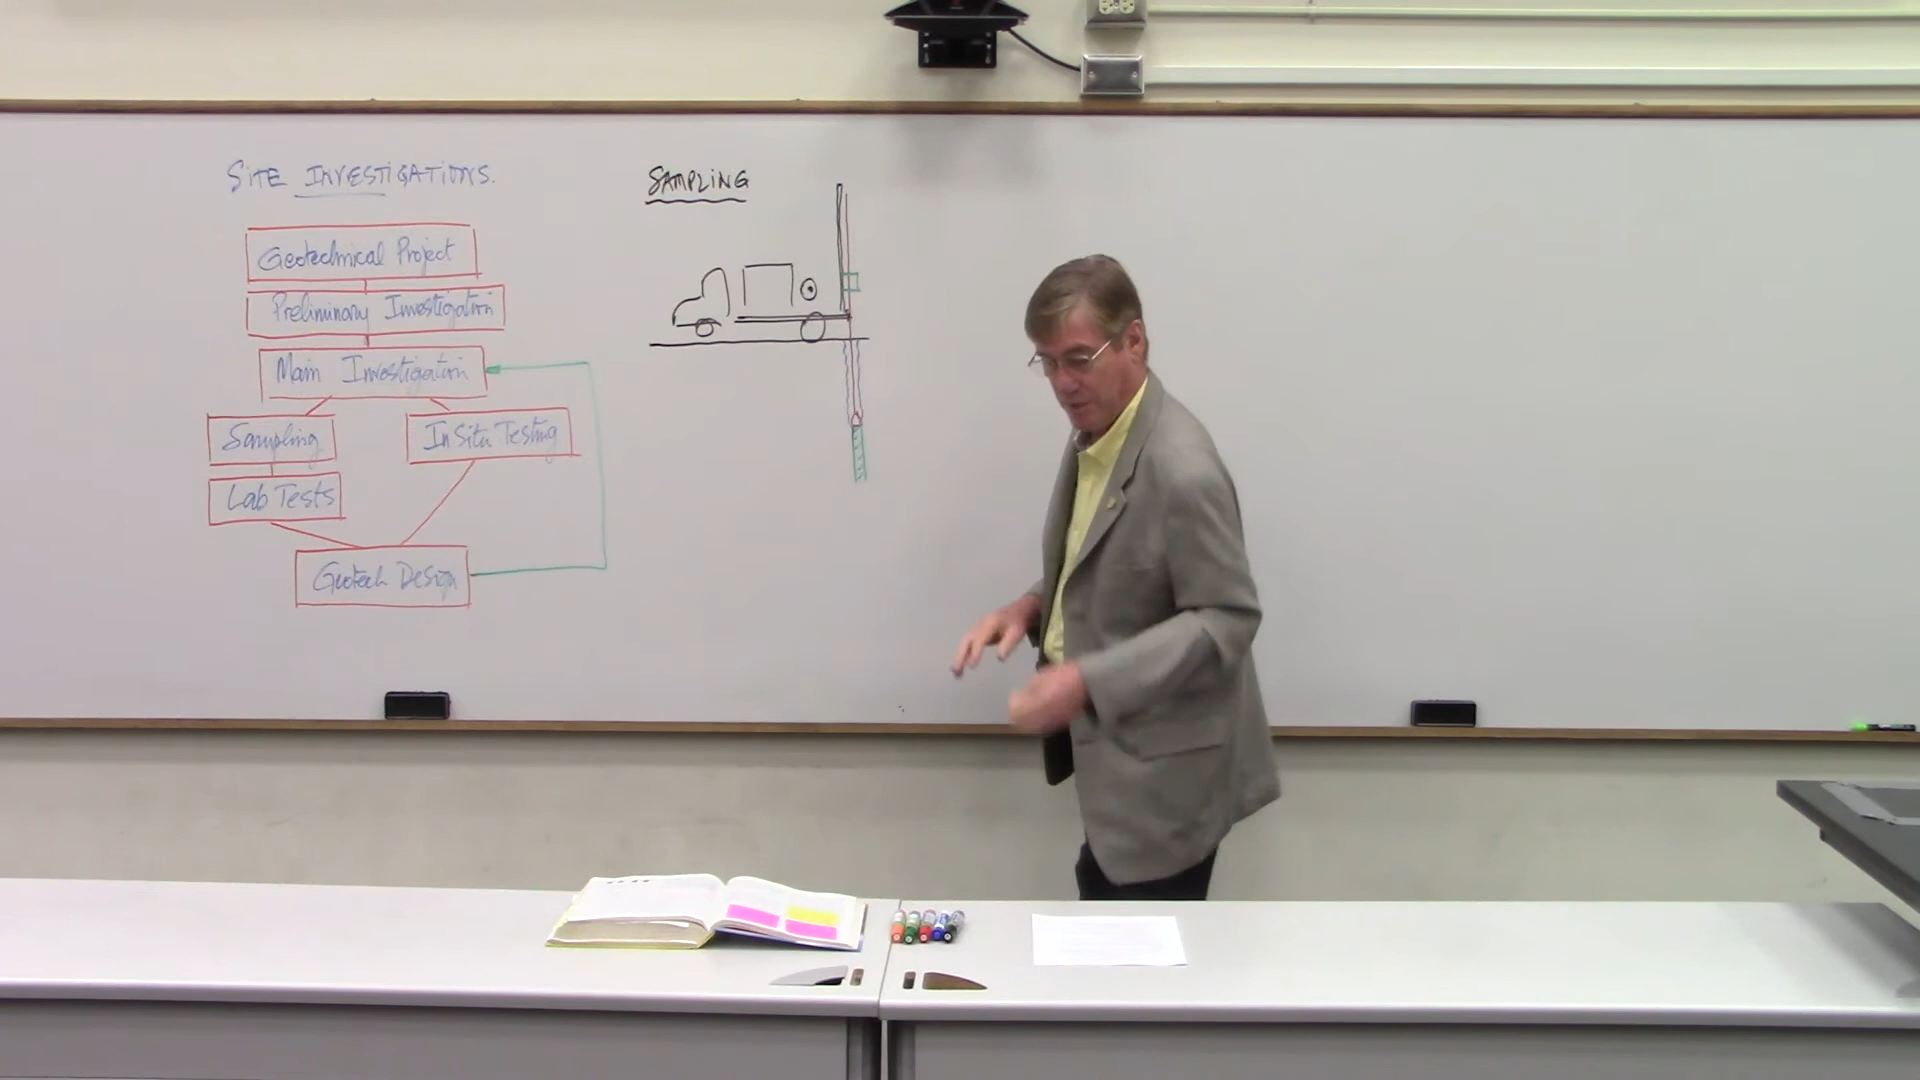 SITE INVESTIGATIONS.
Geotechnical Project
Preliminary Investigation
Main Investigation
Sampling
In Situ Testing
Lab Tests
Geotech Design
SAMPLING